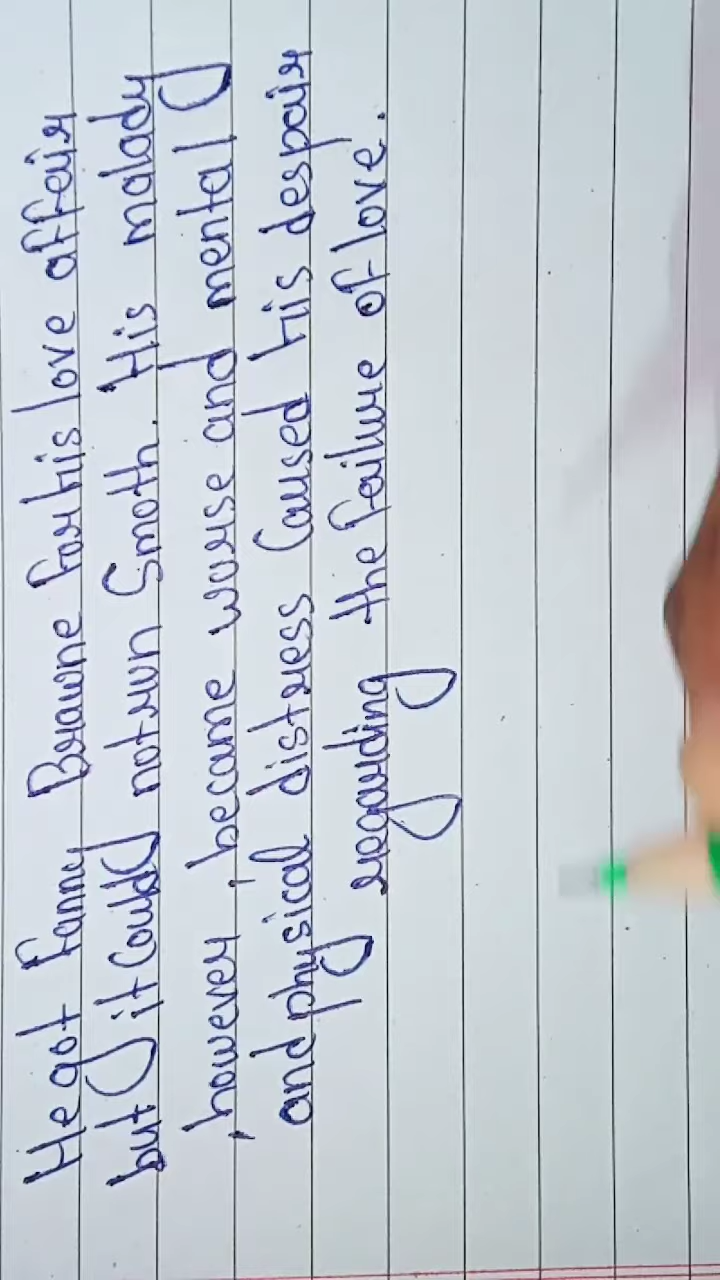 He got Fanny Brawne for his love affeir
but it could not run Smoth. His malady
, however, became worse and mental
and physical distress Caused his despair
regarding the failure of love.